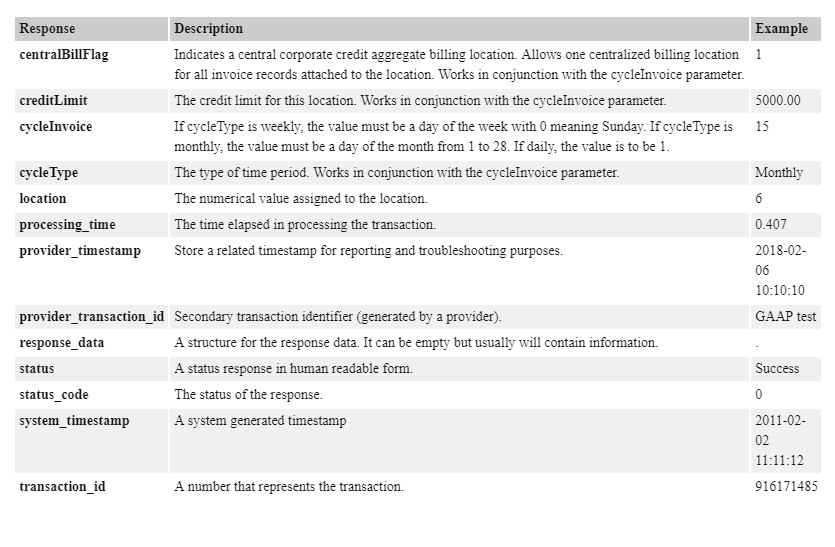 Response Description Example
centralBillFlag Indicates a central corporate credit aggregate billing location. Allows one centralized billing location 1
for all invoice records attached to the location. Works in conjunction with the cycleInvoice parameter.
creditLimit The credit limit for this location. Works in conjunction with the cycleInvoice parameter. 5000.00
cycleInvoice If cycleType is weekly, the value must be a day of the week with 0 meaning Sunday. If cycleType is 15
monthly, the value must be a day of the month from 1 to 28. If daily, the value is to be 1.
cycleType The type of time period. Works in conjunction with the cycleInvoice parameter. Monthly
location The numerical value assigned to the location. 6
processing_time The time elapsed in processing the transaction. 0.407
provider_timestamp Store a related timestamp for reporting and troubleshooting purposes. 2018-02-
06
10:10:10
provider_transaction_id Secondary transaction identifier (generated by a provider). GAAP test
response_data A structure for the response data. It can be empty but usually will contain information. .
status A status response in human readable form. Success
status_code The status of the response. 0
system_timestamp A system generated timestamp 2011-02-
02
11:11:12
transaction_id A number that represents the transaction. 916171485